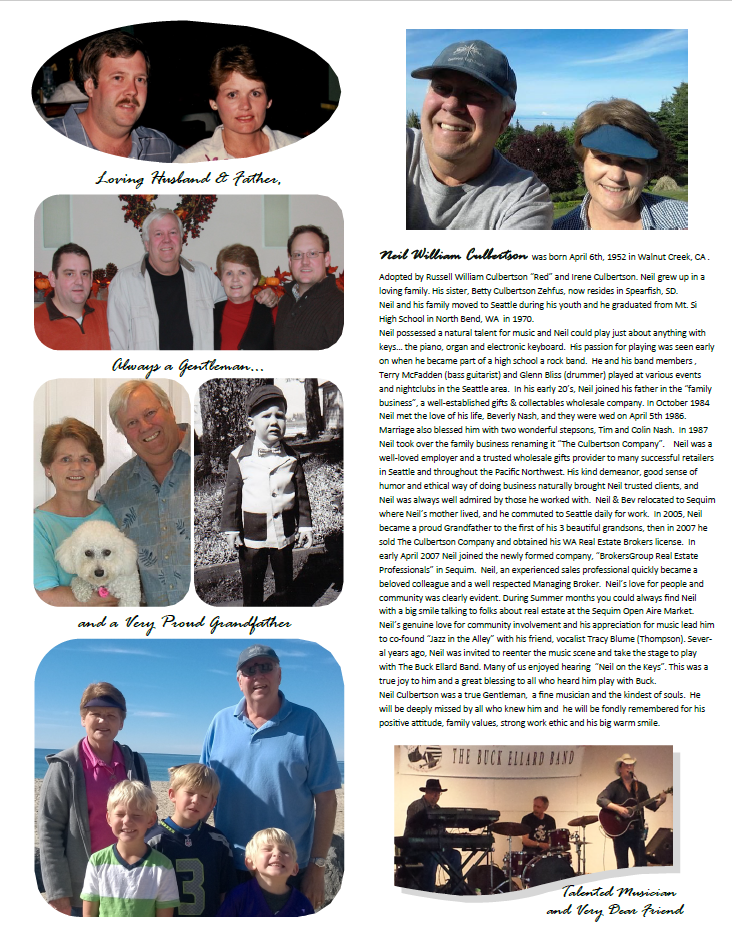 Loving Husband & Father,
Always a Gentleman...
and a Very Proud Grandfather
Neil William Culbertson was born April 6th, 1952 in Walnut Creek, CA .
Adopted by Russell William Culbertson "Red" and Irene Culbertson. Neil grew up in a
loving family. His sister, Betty Culbertson Zehfus, now resides in Spearfish, SD.
Neil and his family moved to Seattle during his youth and he graduated from Mt. Si
High School in North Bend, WA in 1970.
Neil possessed a natural talent for music and Neil could play just about anything with
keys... the piano, organ and electronic keyboard. His passion for playing was seen early
on when he became part of a high school a rock band. He and his band members ,
Terry McFadden (bass guitarist) and Glenn Bliss (drummer) played at various events
and nightclubs in the Seattle area. In his early 20's, Neil joined his father in the "family
business", a well-established gifts & collectables wholesale company. In October 1984
Neil met the love of his life, Beverly Nash, and they were wed on April 5th 1986.
Marriage also blessed him with two wonderful stepsons, Tim and Colin Nash. In 1987
Neil took over the family business renaming it "The Culbertson Company". Neil was a
well-loved employer and a trusted wholesale gifts provider to many successful retailers
in Seattle and throughout the Pacific Northwest. His kind demeanor, good sense of
humor and ethical way of doing business naturally brought Neil trusted clients, and
Neil was always well admired by those he worked with. Neil & Bev relocated to Sequim
where Neil's mother lived, and he commuted to Seattle daily for work. In 2005, Neil
became a proud Grandfather to the first of his 3 beautiful grandsons, then in 2007 he
sold The Culbertson Company and obtained his WA Real Estate Brokers license. In
early April 2007 Neil joined the newly formed company, "BrokersGroup Real Estate
Professionals" in Sequim. Neil, an experienced sales professional quickly became a
beloved colleague and a well respected Managing Broker. Neil's love for people and
community was clearly evident. During Summer months you could always find Neil
with a big smile talking to folks about real estate at the Sequim Open Aire Market.
Neil's genuine love for community involvement and his appreciation for music lead him
to co-found "Jazz in the Alley" with his friend, vocalist Tracy Blume (Thompson). Sever-
al years ago, Neil was invited to reenter the music scene and take the stage to play
with The Buck Ellard Band. Many of us enjoyed hearing "Neil on the Keys". This was a
true joy to him and a great blessing to all who heard him play with Buck.
Neil Culbertson was a true Gentleman, a fine musician and the kindest of souls. He
will be deeply missed by all who knew him and he will be fondly remembered for his
positive attitude, family values, strong work ethic and his big warm smile.
THE BUCK ELLARD BAND
Talented Musician
and Very Dear Friend
3